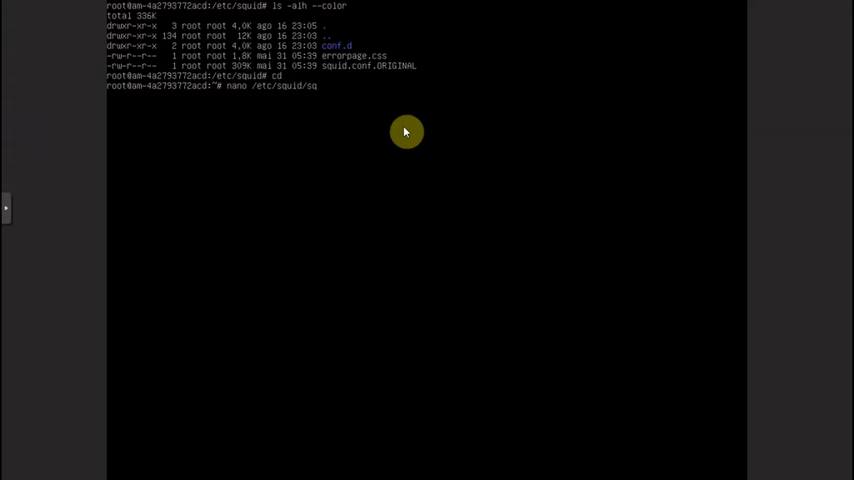 root@am-4a2793772acd:/etc/squid# ls -alh --color
total 336K
drwxr-xr-x 3 root root 4,0K ago 16 23:05 .
drwxr-xr-x 134 root root 12K ago 16 23:03 ..
drwxr-xr-x 2 root root 4,0K ago 16 23:03 conf.d
-rw-r--r-- 1 root root 1,8K mai 31 05:39 errorpage.css
-rw-r--r-- 1 root root 309K mai 31 05:39 squid.conf.ORIGINAL
root@am-4a2793772acd:/etc/squid# cd
root@am-4a2793772acd:~# nano /etc/squid/sq